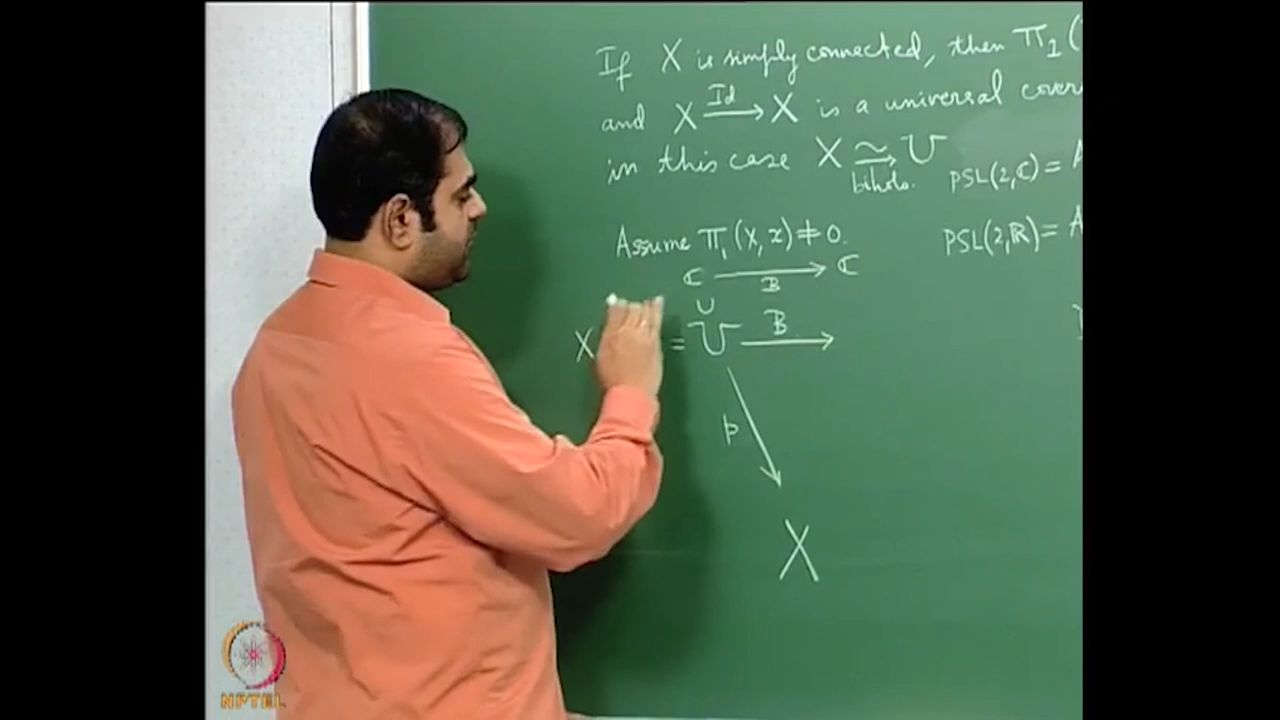 If X is simply connected, then π₁(
and X Id→ X is a universal cover
in this case X ≃→ U
biholo.
PSL(2,ℂ) = A
Assume π₁(X, x) ≠ 0.
PSL(2,ℝ) = A
ℂ →B ℂ
∪
X = U B→
p
X
NPTEL